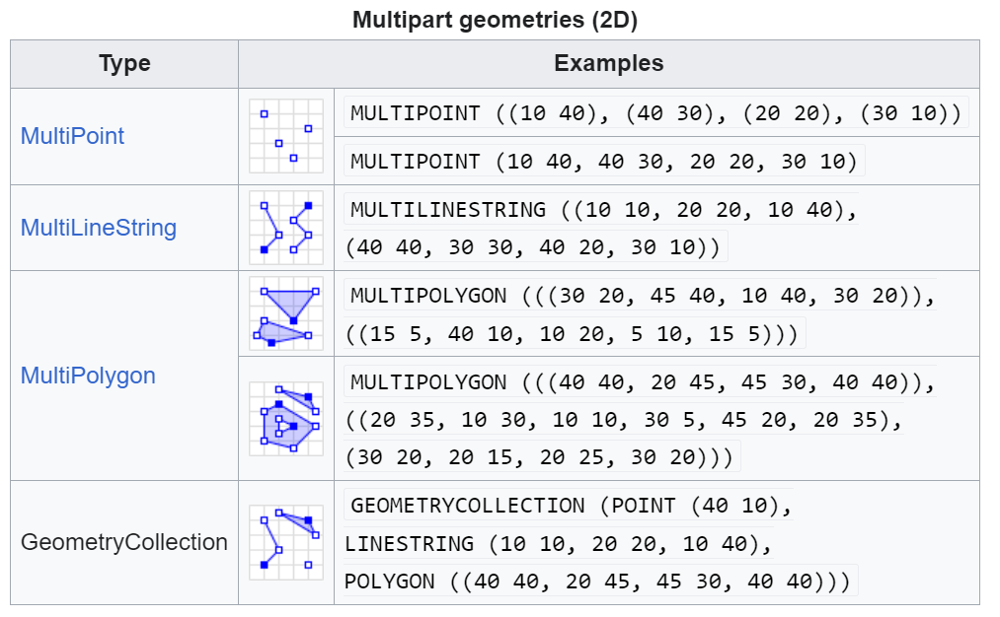 Multipart geometries (2D)
Type Examples
MultiPoint
MULTIPOINT ((10 40), (40 30), (20 20), (30 10))
MULTIPOINT (10 40, 40 30, 20 20, 30 10)
MultiLineString
MULTILINESTRING ((10 10, 20 20, 10 40),
(40 40, 30 30, 40 20, 30 10))
MultiPolygon
MULTIPOLYGON (((30 20, 45 40, 10 40, 30 20)),
((15 5, 40 10, 10 20, 5 10, 15 5)))
MULTIPOLYGON (((40 40, 20 45, 45 30, 40 40)),
((20 35, 10 30, 10 10, 30 5, 45 20, 20 35),
(30 20, 20 15, 20 25, 30 20)))
GeometryCollection
GEOMETRYCOLLECTION (POINT (40 10),
LINESTRING (10 10, 20 20, 10 40),
POLYGON ((40 40, 20 45, 45 30, 40 40)))